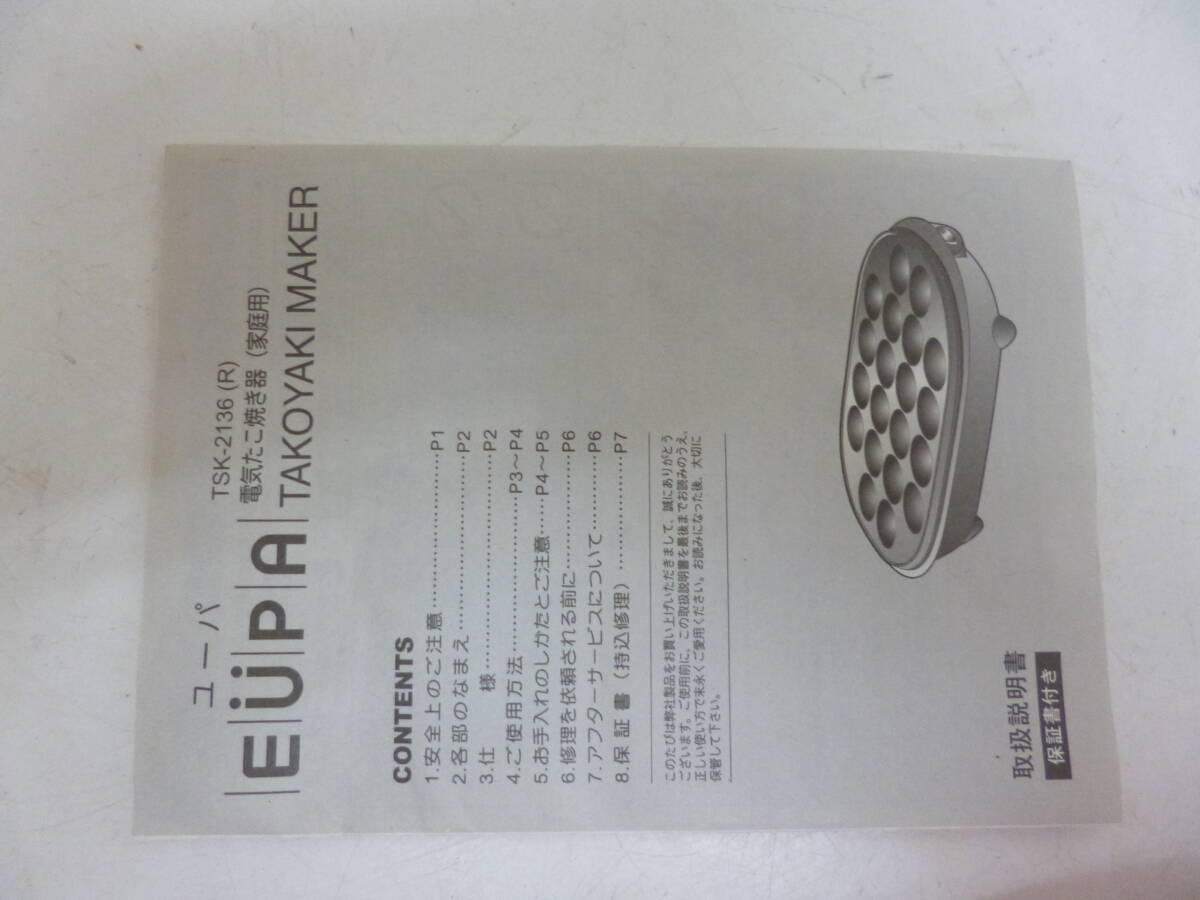 ユーパ
EÜPA
TSK-2136(R)
電気たこ焼き器(家庭用)
TAKOYAKI MAKER
CONTENTS
1.安全上のご注意……………………P1
2.各部のなまえ………………………P2
3.仕　　様……………………………P2
4.ご使用方法……………………P3～P4
5.お手入れのしかたとご注意……P4～P5
6.修理を依頼される前に……………P6
7.アフターサービスについて…………P6
8.保 証 書(持込修理)………………P7
このたびは弊社製品をお買い上げいただきまして、誠にありがとう
ございます。ご使用前に、この取扱説明書を最後までお読みのうえ、
正しい使い方で末永くご愛用ください。お読みになった後、大切に
保管して下さい。
取扱説明書
保証書付き